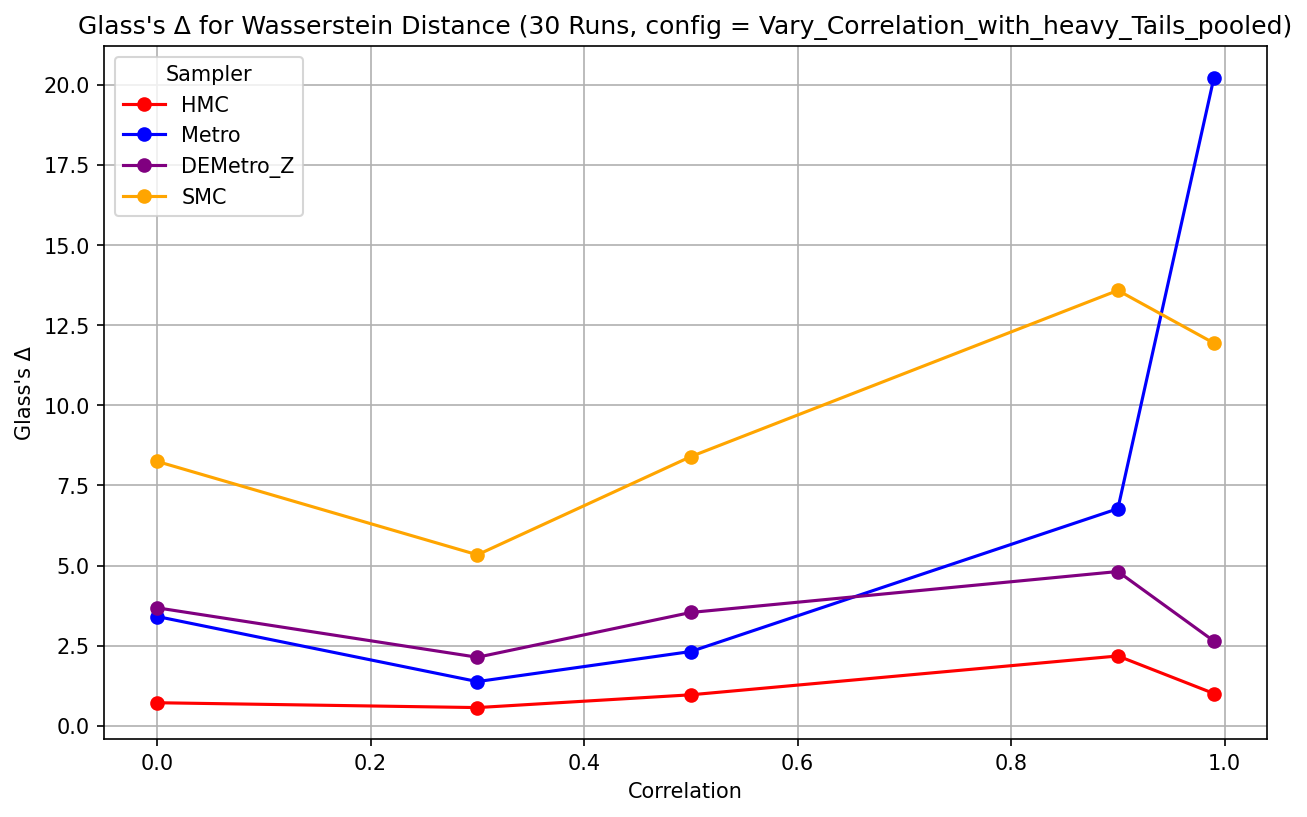 Glass's Δ for Wasserstein Distance (30 Runs, config = Vary_Correlation_with_heavy_Tails_pooled)
Sampler
HMC
Metro
DEMetro_Z
SMC
Glass's Δ
20.0
17.5
15.0
12.5
10.0
7.5
5.0
2.5
0.0
0.0 0.2 0.4 0.6 0.8 1.0
Correlation